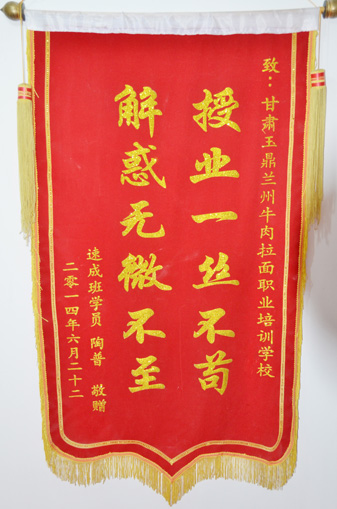 致：甘肃玉鼎兰州牛肉拉面职业培训学校
授业一丝不苟
解惑无微不至
速成班学员 陶普 敬赠
二零一四年六月二十二